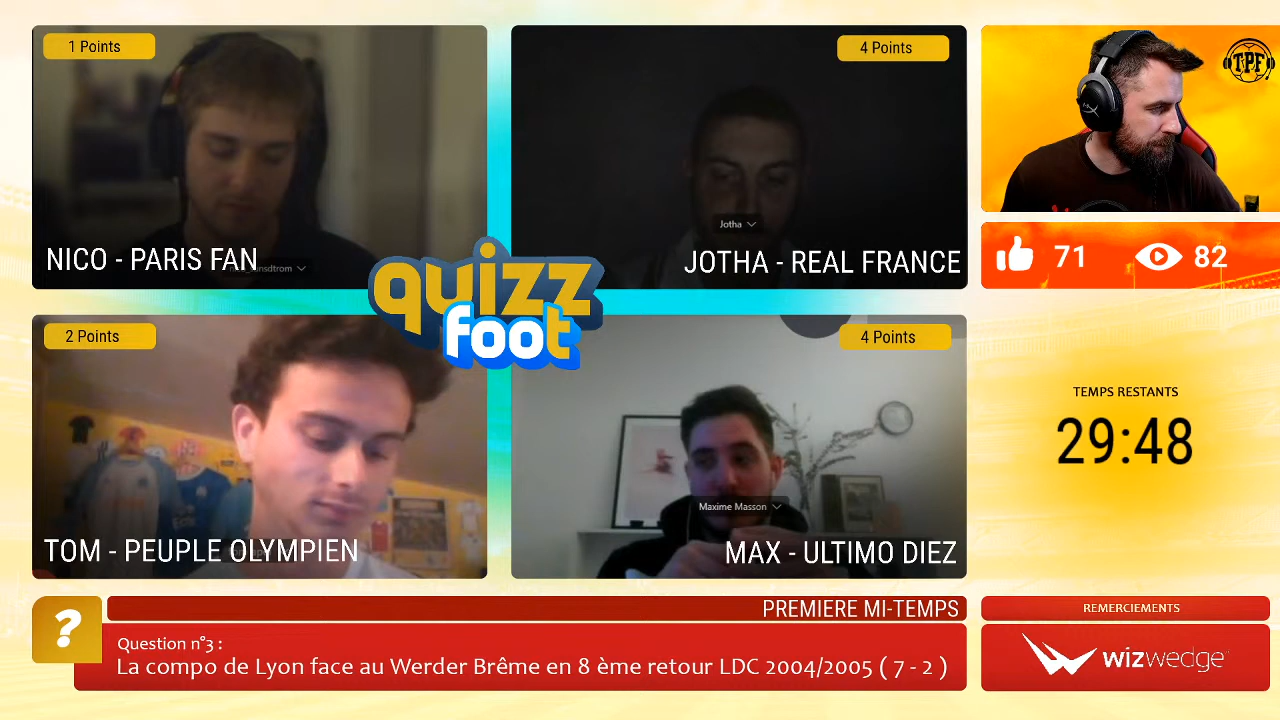 1 Points
4 Points
TPF
Jotha
NICO - PARIS FAN
JOTHA - REAL FRANCE
71
82
quizz
foot
2 Points
4 Points
TEMPS RESTANTS
29:48
Maxime Masson
TOM - PEUPLE OLYMPIEN
MAX - ULTIMO DIEZ
?
PREMIERE MI-TEMPS
REMERCIEMENTS
Question n°3 :
La compo de Lyon face au Werder Brême en 8 ème retour LDC 2004/2005 ( 7 - 2 )
wizwedge